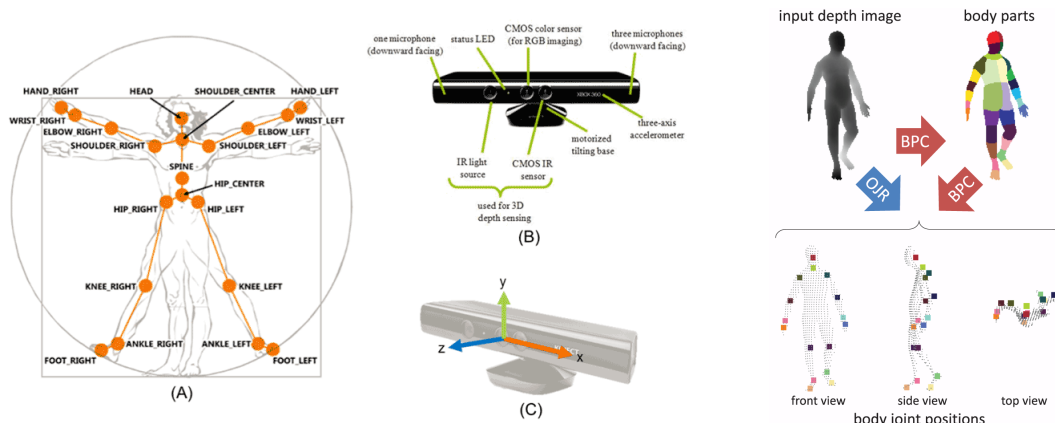 HAND_RIGHT
HEAD
SHOULDER_CENTER
HAND_LEFT
WRIST_RIGHT
WRIST_LEFT
ELBOW_RIGHT
ELBOW_LEFT
SHOULDER_RIGHT
SHOULDER_LEFT
SPINE
HIP_CENTER
HIP_RIGHT
HIP_LEFT
KNEE_RIGHT
KNEE_LEFT
ANKLE_RIGHT
ANKLE_LEFT
FOOT_RIGHT
FOOT_LEFT
(A)
one microphone
(downward facing)
status LED
CMOS color sensor
(for RGB imaging)
three microphones
(downward facing)
XBOX 360
three-axis
accelerometer
motorized
tilting base
IR light
source
CMOS IR
sensor
used for 3D
depth sensing
(B)
y
z
x
(C)
input depth image
body parts
BPC
OJR
BPC
front view
side view
top view
body joint positions